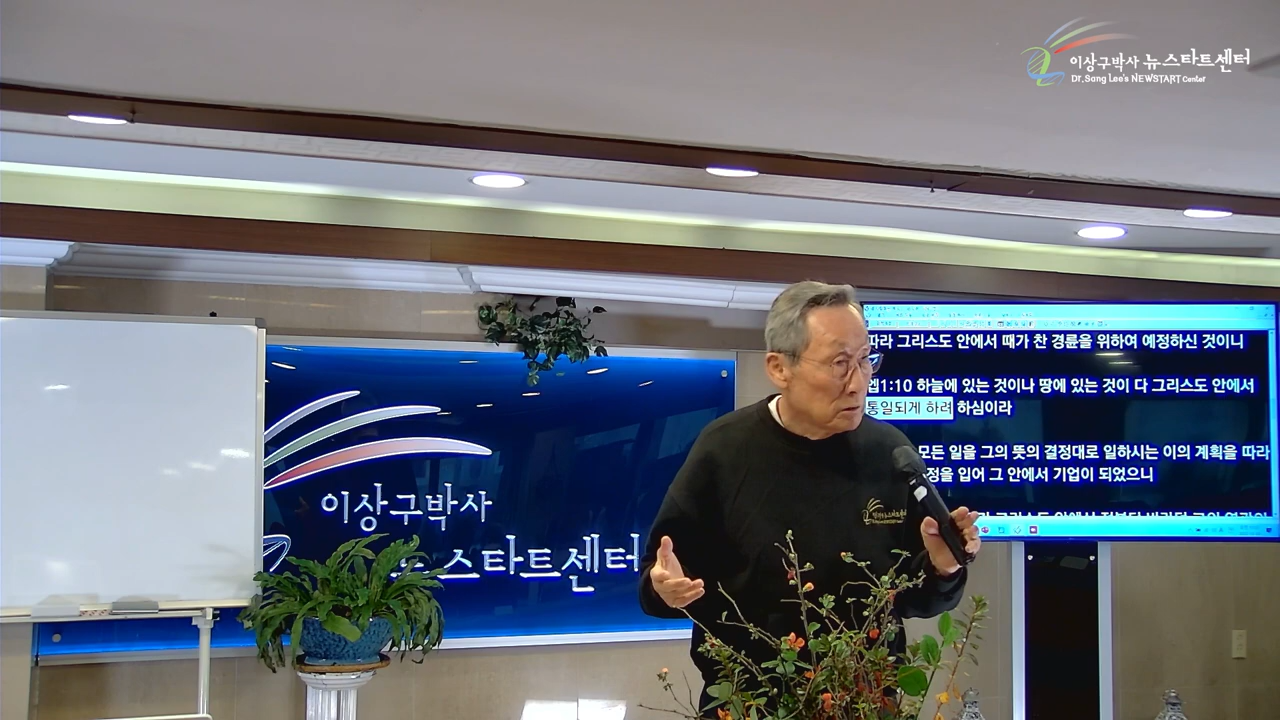 이상구박사 뉴스타트센터
Dr. Sang Lee's NEWSTART Center
따라 그리스도 안에서 때가 찬 경륜을 위하여 예정하신 것이니
엡1:10 하늘에 있는 것이나 땅에 있는 것이 다 그리스도 안에서
통일되게 하려 하심이라
모든 일을 그의 뜻의 결정대로 일하시는 이의 계획을 따라
정을 입어 그 안에서 기업이 되었으니
이상구박사
뉴스타트센터